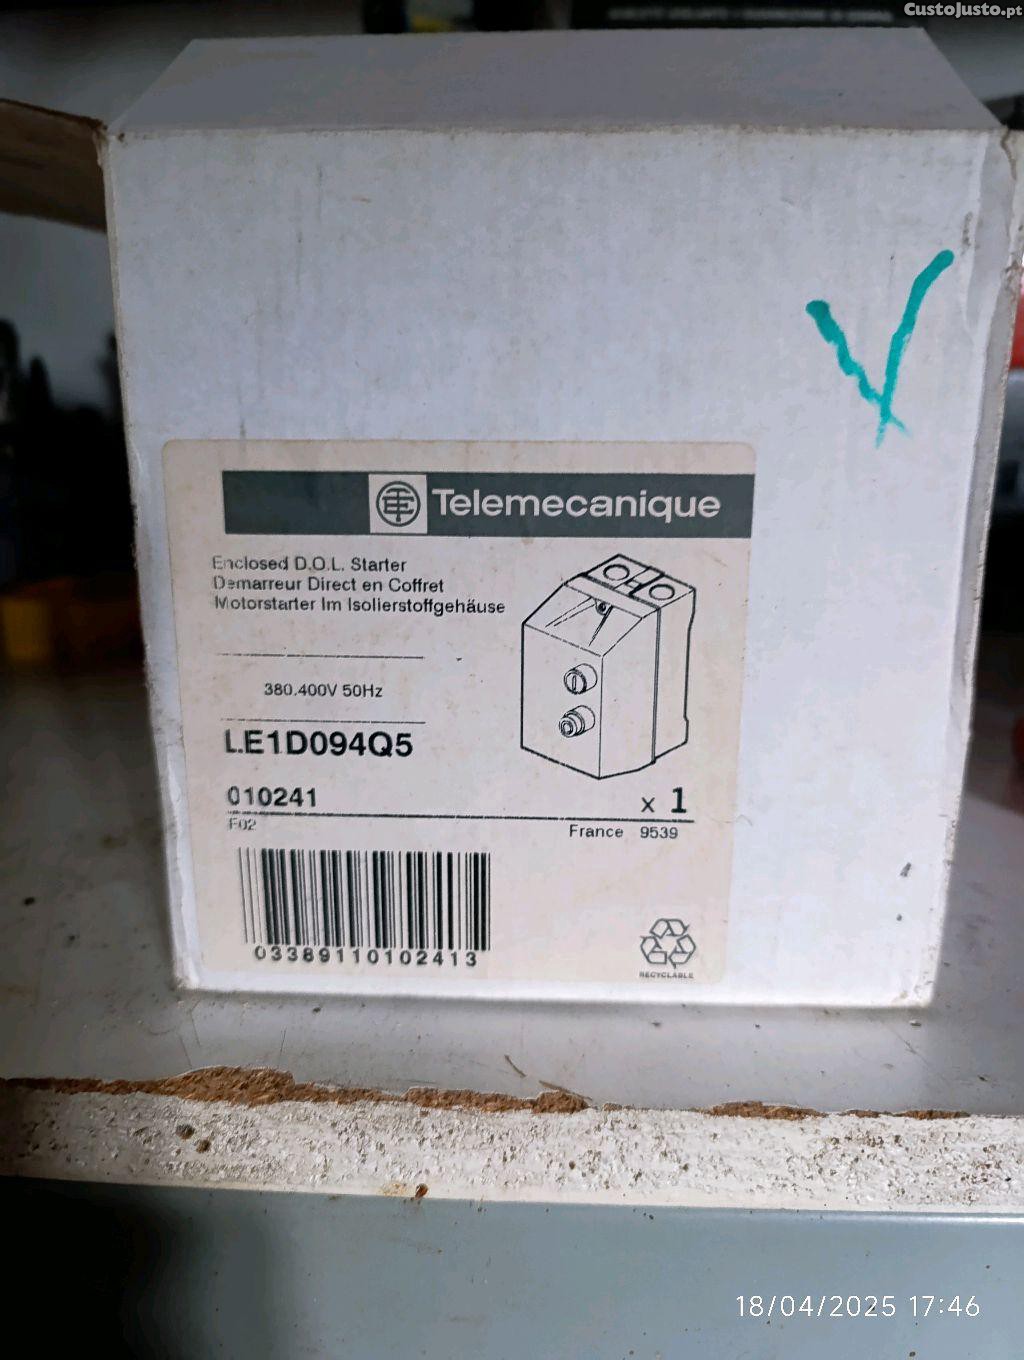 CustoJusto.pt
Telemecanique
Enclosed D.O.L. Starter
Demarreur Direct en Coffret
Motorstarter Im Isolierstoffgehäuse
380.400V 50Hz
LE1D094Q5
010241
x 1
F02
France 9539
03389110102413
RECYCLABLE
18/04/2025 17:46